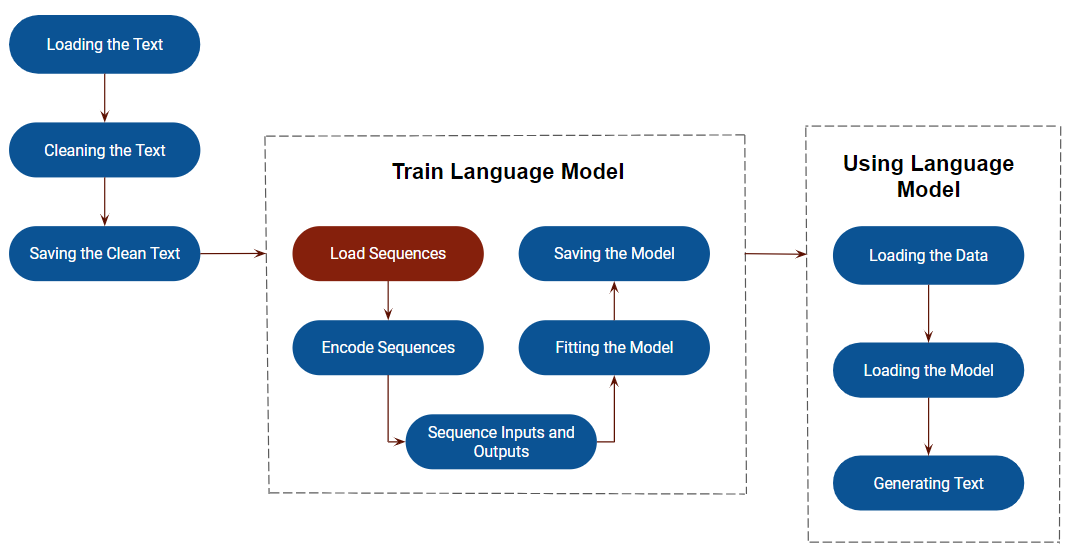 Loading the Text
Cleaning the Text
Saving the Clean Text
Train Language Model
Load Sequences
Encode Sequences
Sequence Inputs and
Outputs
Fitting the Model
Saving the Model
Using Language
Model
Loading the Data
Loading the Model
Generating Text